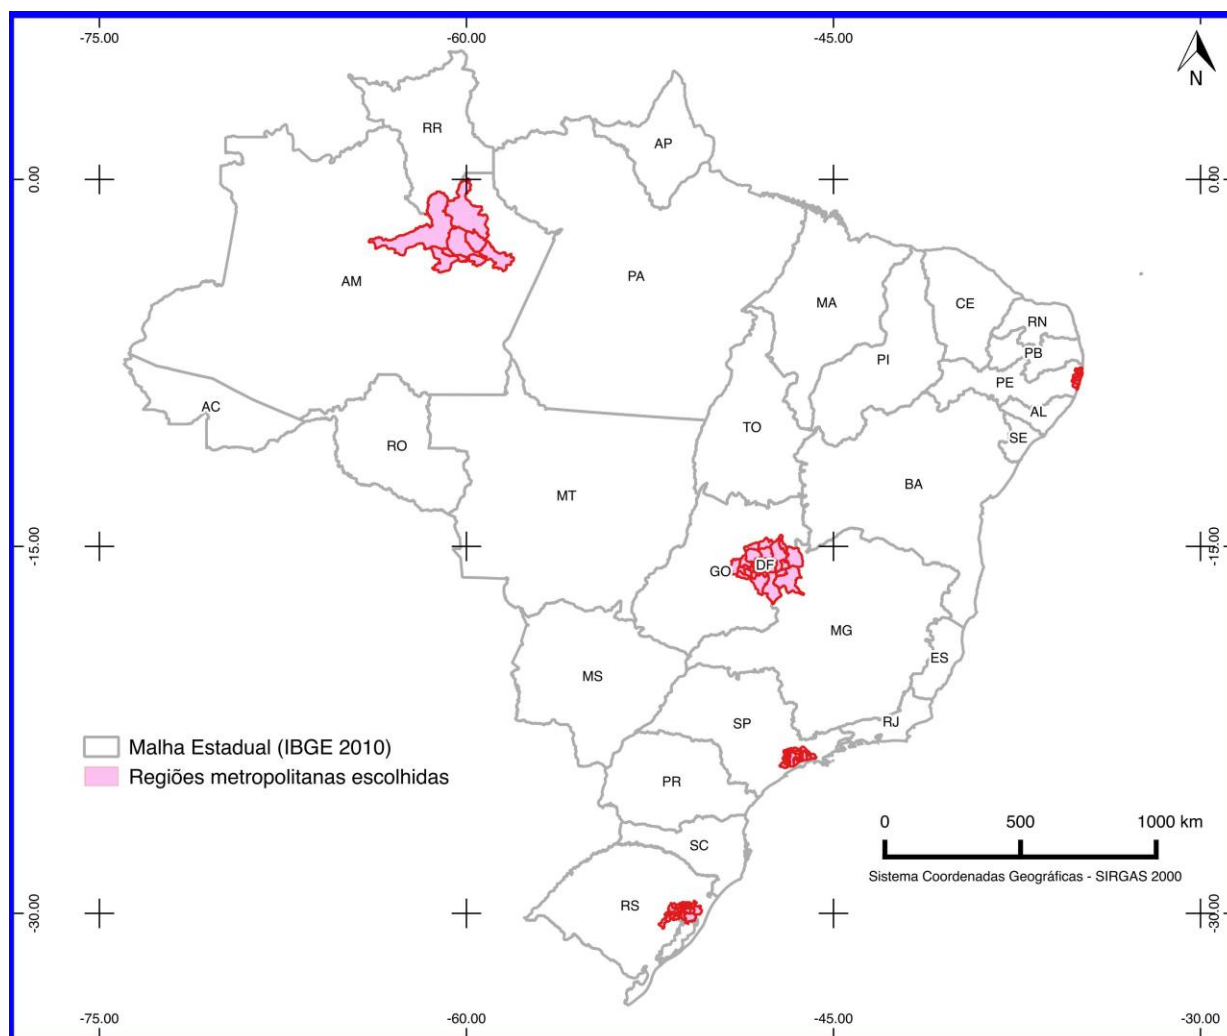 -75.00
-60.00
-45.00
N
RR
AP
0.00
0.00
AM
PA
MA
CE
RN
PB
PI
PE
AC
AL
TO
SE
RO
BA
MT
-15.00
-15.00
GO
DF
MG
ES
MS
SP
RJ
Malha Estadual (IBGE 2010)
Regiões metropolitanas escolhidas
PR
0 500 1000 km
SC
Sistema Coordenadas Geográficas - SIRGAS 2000
RS
-30.00
-30.00
-75.00
-60.00
-45.00
-30.00